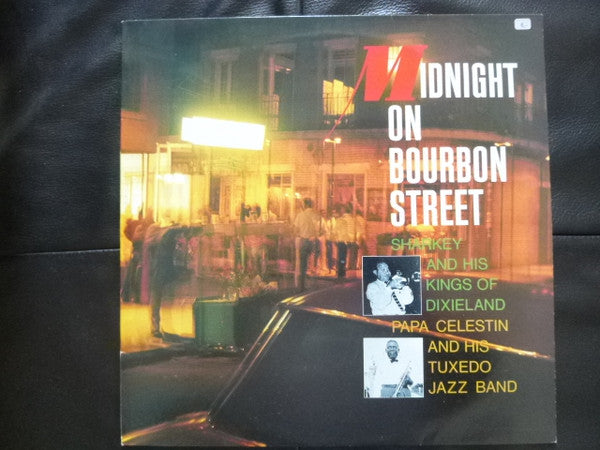 MIDNIGHT
ON
BOURBON
STREET
SHARKEY
AND HIS
KINGS OF
DIXIELAND
PAPA CELESTIN
AND HIS
TUXEDO
JAZZ BAND